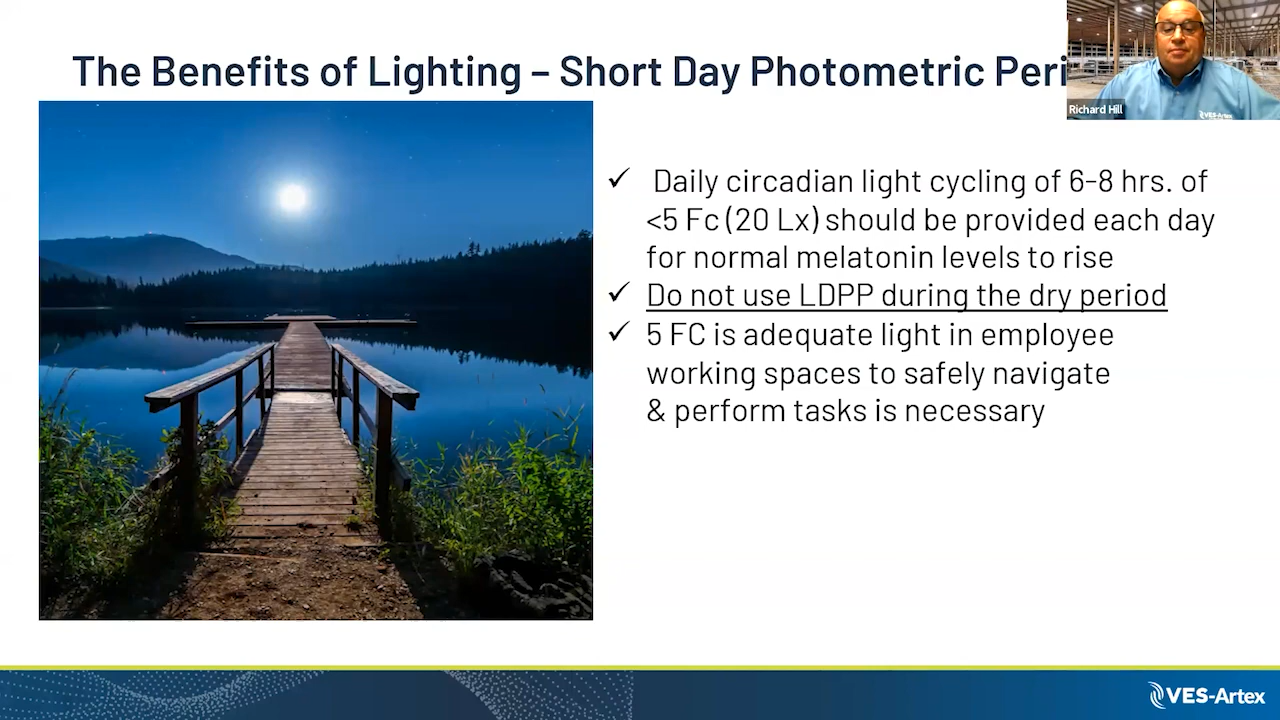 The Benefits of Lighting – Short Day Photometric Peri
Richard Hill
VES-Artex
✓ Daily circadian light cycling of 6-8 hrs. of
<5 Fc (20 Lx) should be provided each day
for normal melatonin levels to rise
✓ Do not use LDPP during the dry period
✓ 5 FC is adequate light in employee
working spaces to safely navigate
& perform tasks is necessary
VES-Artex